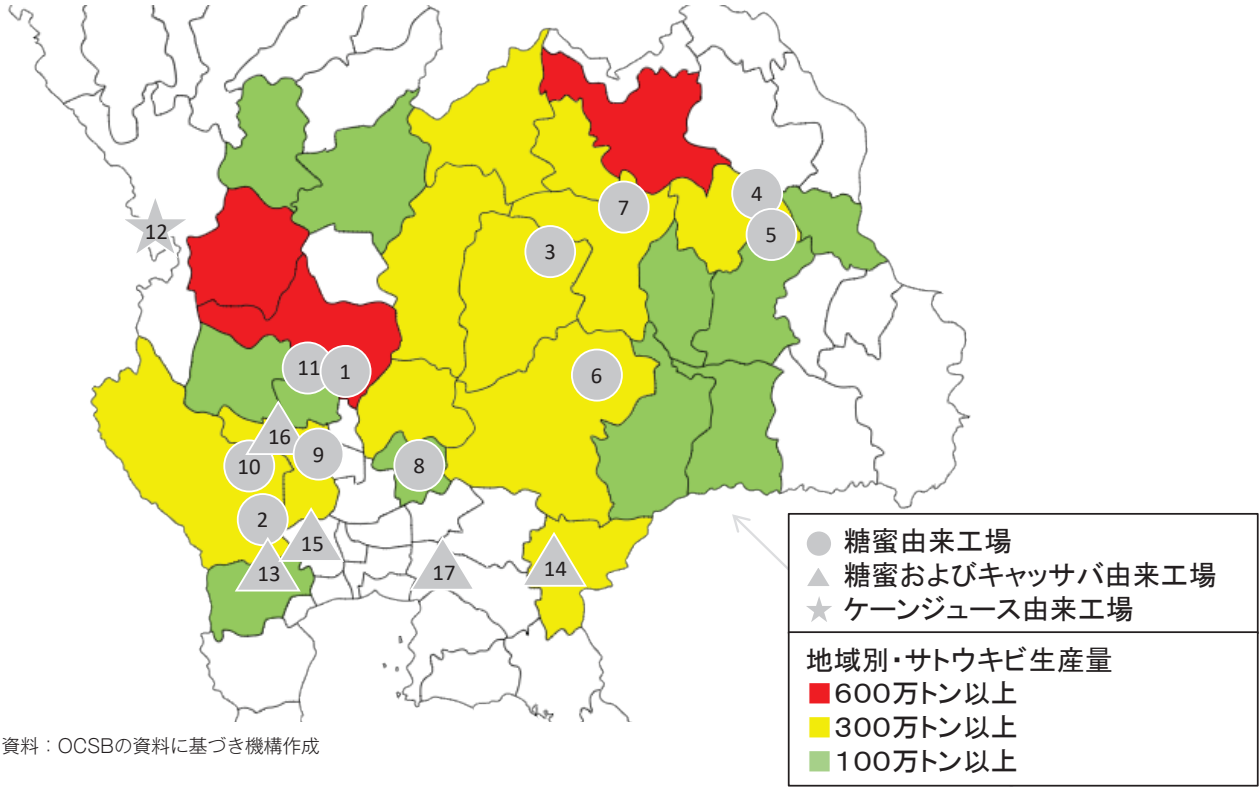 4
7
5
12
3
11
1
6
16
9
10
8
2
15
13
17
14
糖蜜由来工場
糖蜜およびキャッサバ由来工場
ケーンジュース由来工場
地域別・サトウキビ生産量
600万トン以上
300万トン以上
100万トン以上
資料：OCSBの資料に基づき機構作成